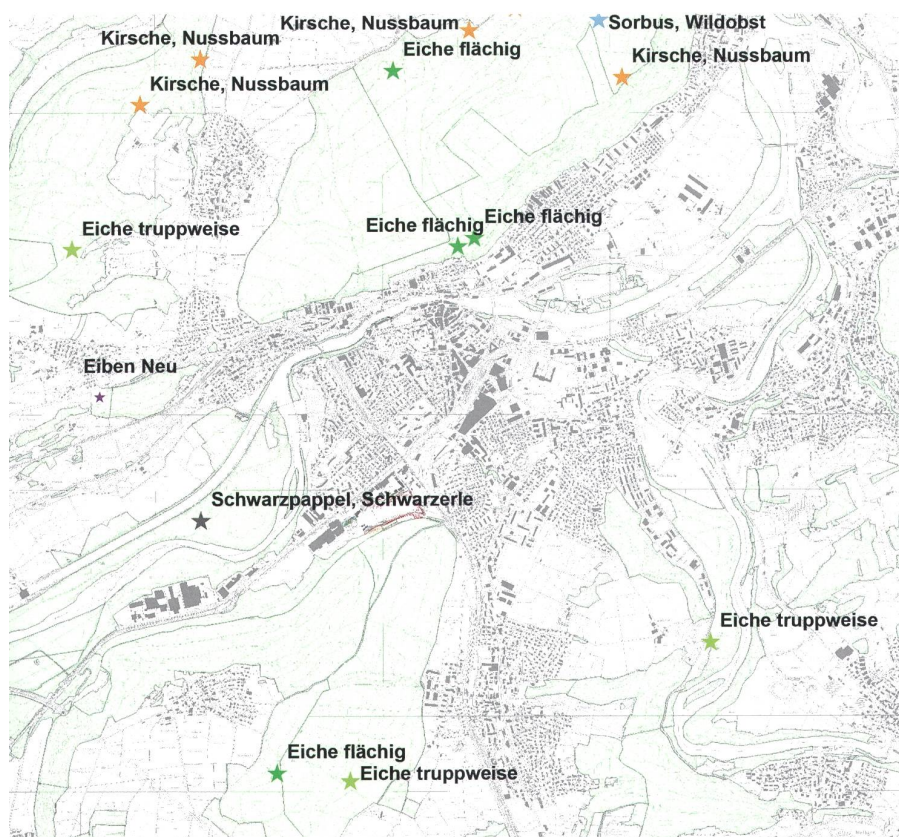 Kirsche, Nussbaum
Sorbus, Wildobst
Kirsche, Nussbaum
Eiche flächig
Kirsche, Nussbaum
Kirsche, Nussbaum
Eiche truppweise
Eiche flächig
Eiche flächig
Eiben Neu
Schwarzpappel, Schwarzerle
Eiche truppweise
Eiche flächig
Eiche truppweise